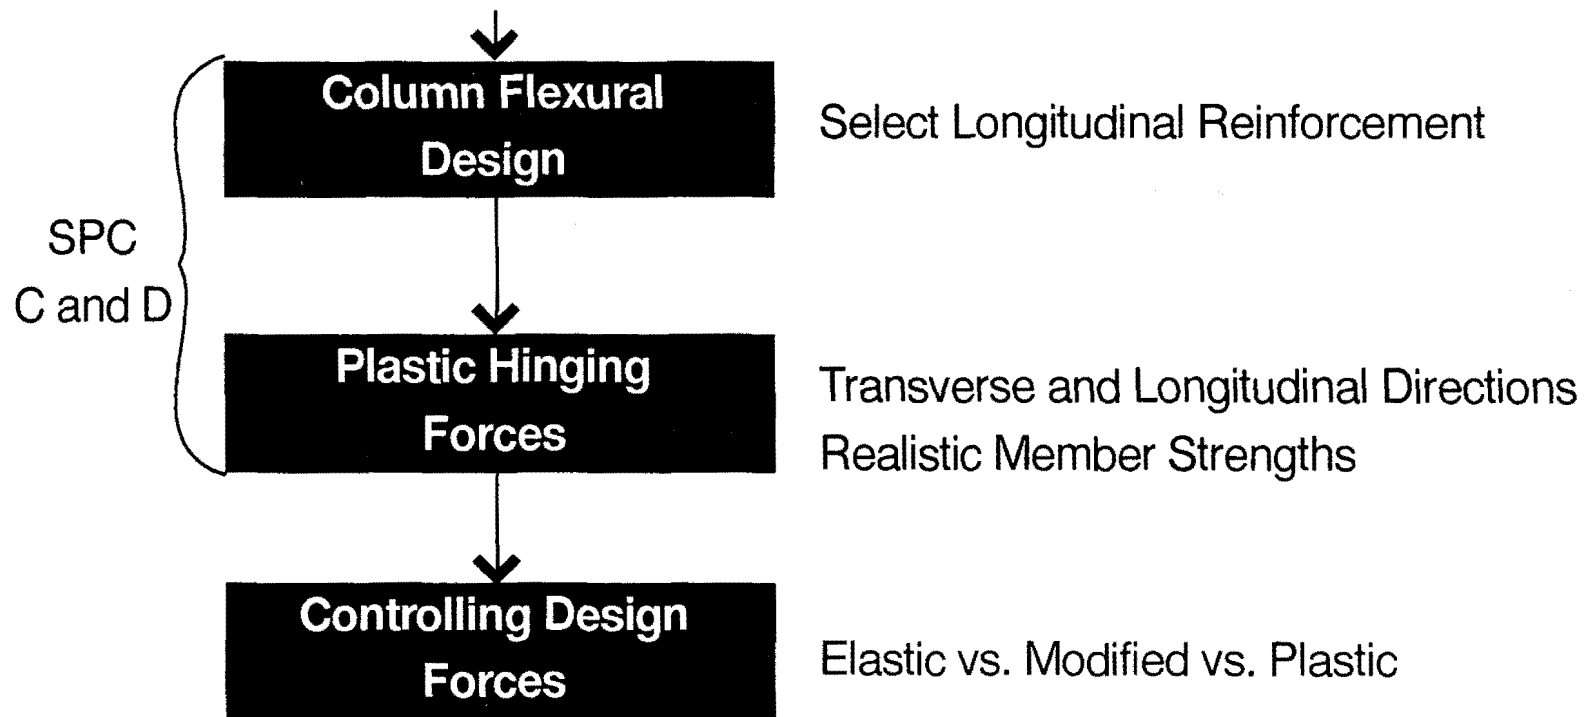 Column Flexural
Design
Select Longitudinal Reinforcement
SPC
C and D
Plastic Hinging
Forces
Transverse and Longitudinal Directions
Realistic Member Strengths
Controlling Design
Forces
Elastic vs. Modified vs. Plastic